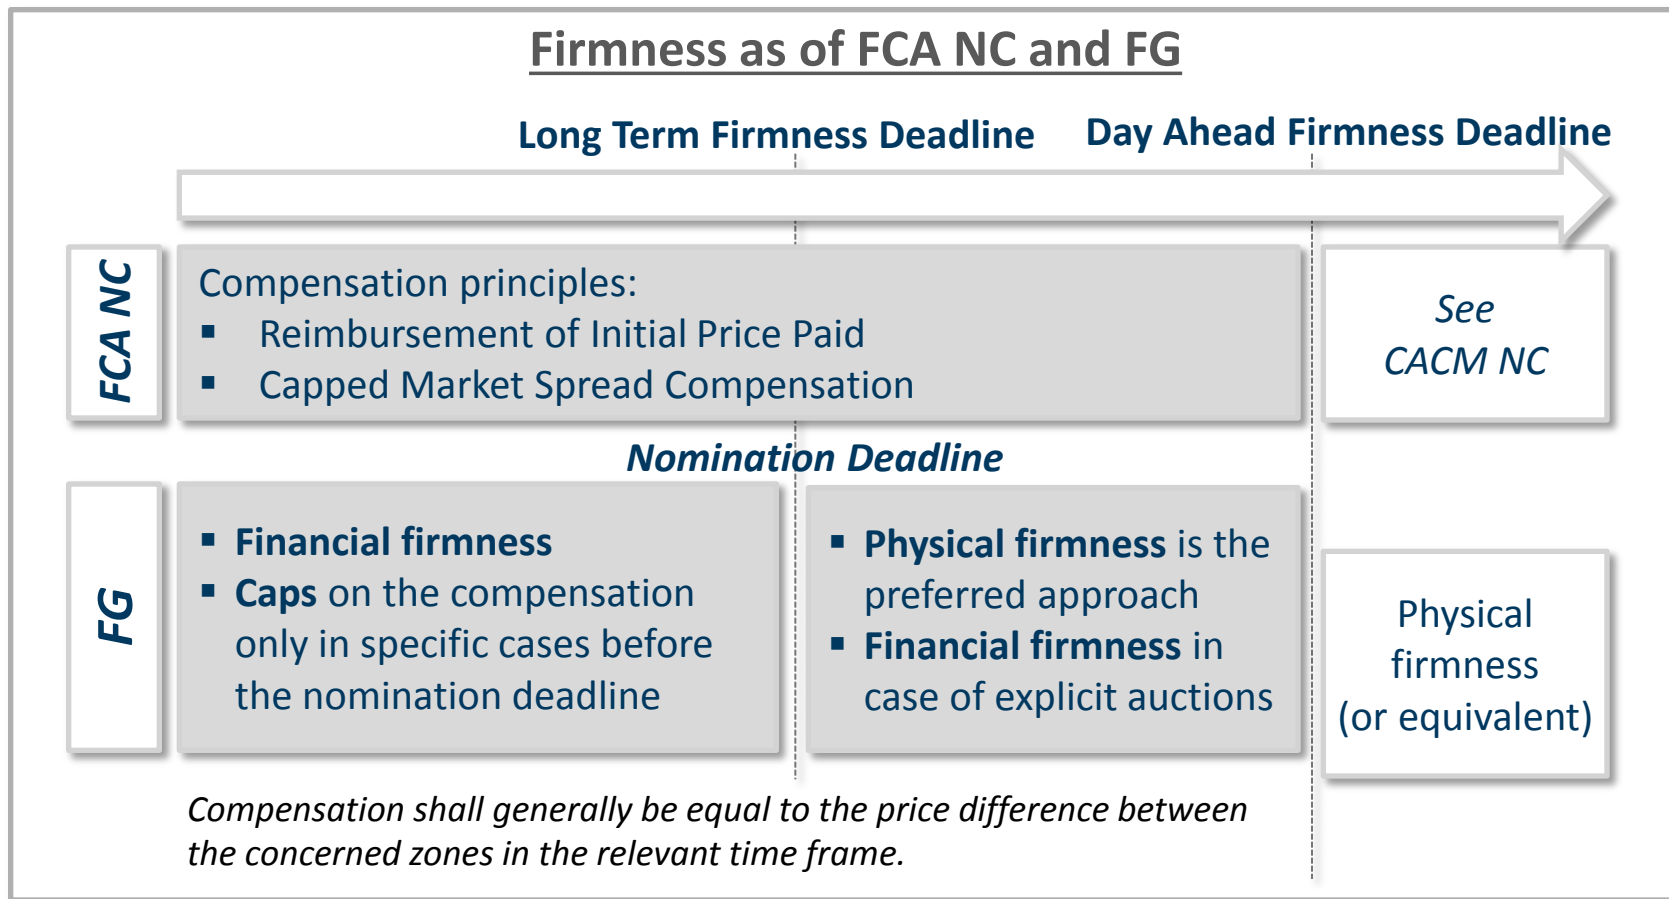 Firmness as of FCA NC and FG
Long Term Firmness Deadline
Day Ahead Firmness Deadline
FCA NC
Compensation principles:
▪ Reimbursement of Initial Price Paid
▪ Capped Market Spread Compensation
See
CACM NC
Nomination Deadline
FG
▪ Financial firmness
▪ Caps on the compensation
only in specific cases before
the nomination deadline
▪ Physical firmness is the
preferred approach
▪ Financial firmness in
case of explicit auctions
Physical
firmness
(or equivalent)
Compensation shall generally be equal to the price difference between
the concerned zones in the relevant time frame.